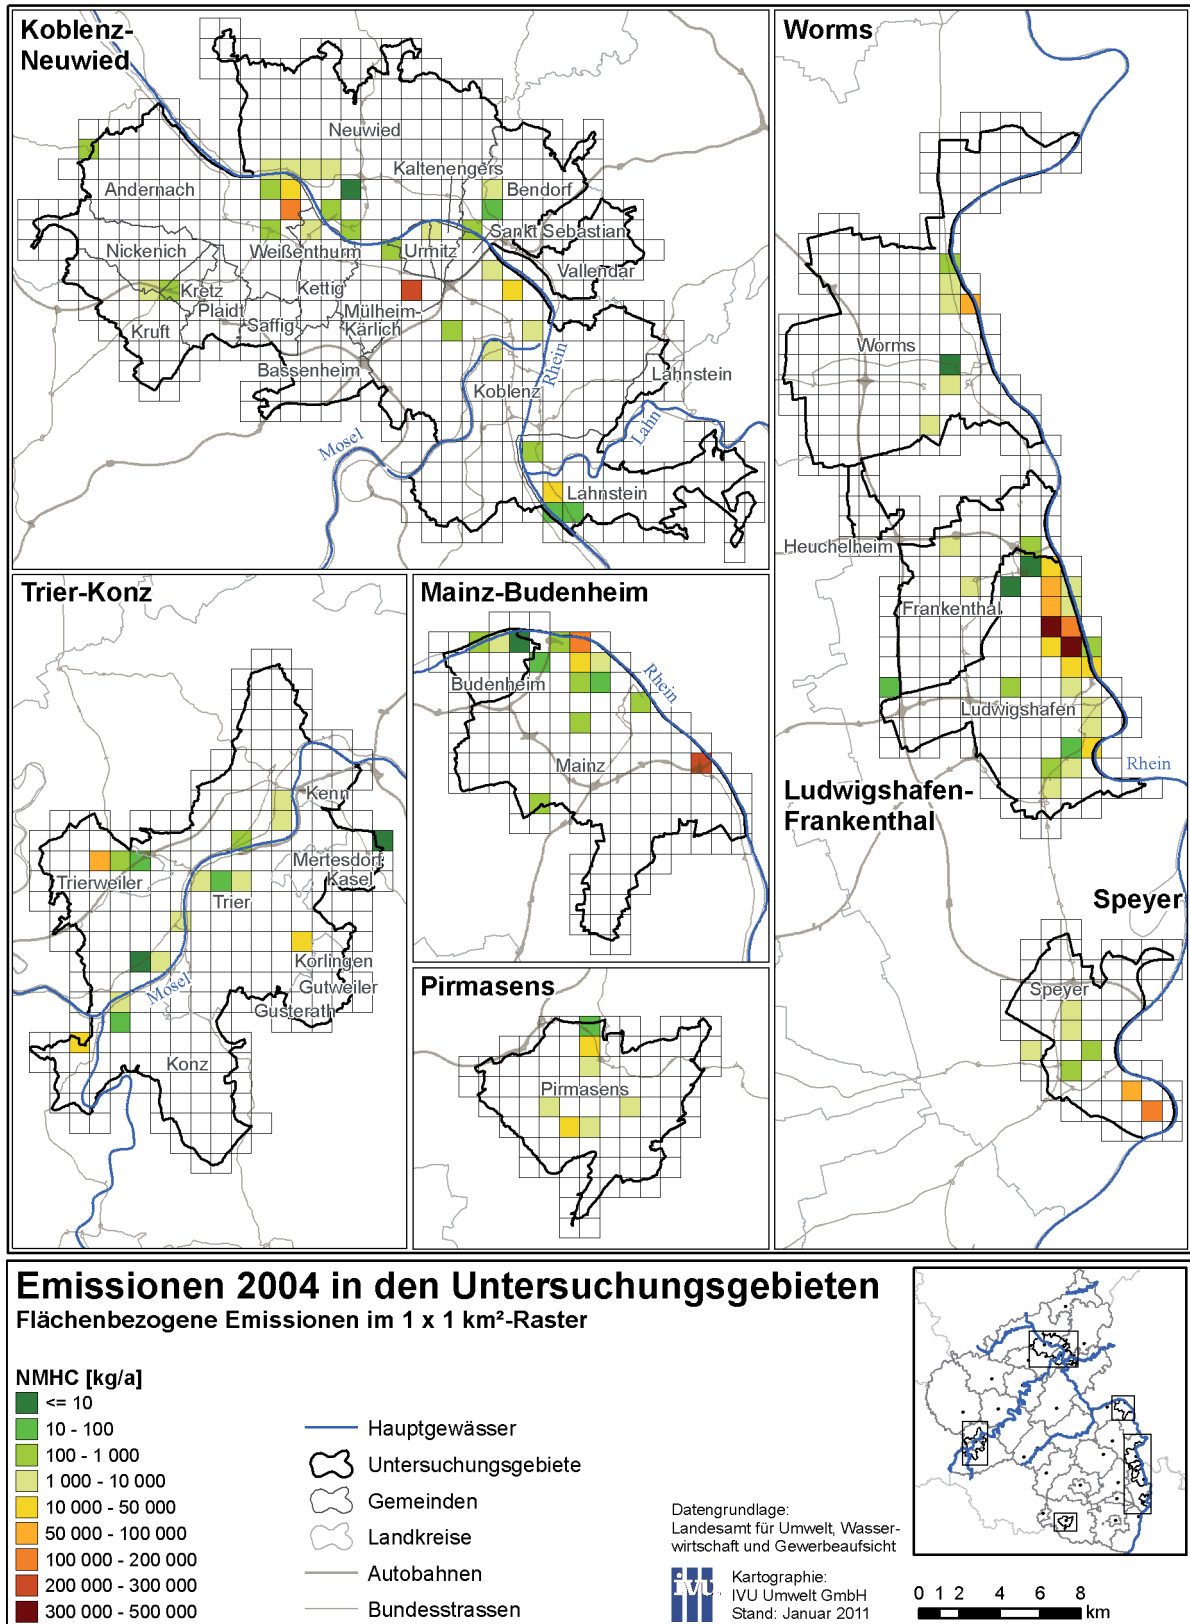 Koblenz-
Neuwied
Neuwied
Kaltenengers
Andernach
Bendorf
Sankt Sebastian
Nickenich
Weißenthurm
Urmitz
Vallendar
Kretz
Kettig
Plaidt
Saffig
Mülheim-
Kärlich
Kruft
Bassenheim
Koblenz
Rhein
Lahnstein
Mosel
Lahn
Lahnstein
Worms
Worms
Heuchelheim
Frankenthal
Ludwigshafen
Rhein
Ludwigshafen-
Frankenthal
Speyer
Speyer
Trier-Konz
Kenn
Mertesdorf
Kasel
Trierweiler
Trier
Korlingen
Gutweiler
Gusterath
Mosel
Konz
Mainz-Budenheim
Budenheim
Rhein
Mainz
Pirmasens
Pirmasens
Emissionen 2004 in den Untersuchungsgebieten
Flächenbezogene Emissionen im 1 x 1 km²-Raster
NMHC [kg/a]
<= 10
10 - 100
100 - 1 000
1 000 - 10 000
10 000 - 50 000
50 000 - 100 000
100 000 - 200 000
200 000 - 300 000
300 000 - 500 000
Hauptgewässer
Untersuchungsgebiete
Gemeinden
Landkreise
Autobahnen
Bundesstrassen
Datengrundlage:
Landesamt für Umwelt, Wasser-
wirtschaft und Gewerbeaufsicht
ivu
Kartographie:
IVU Umwelt GmbH
Stand: Januar 2011
0 1 2 4 6 8
km